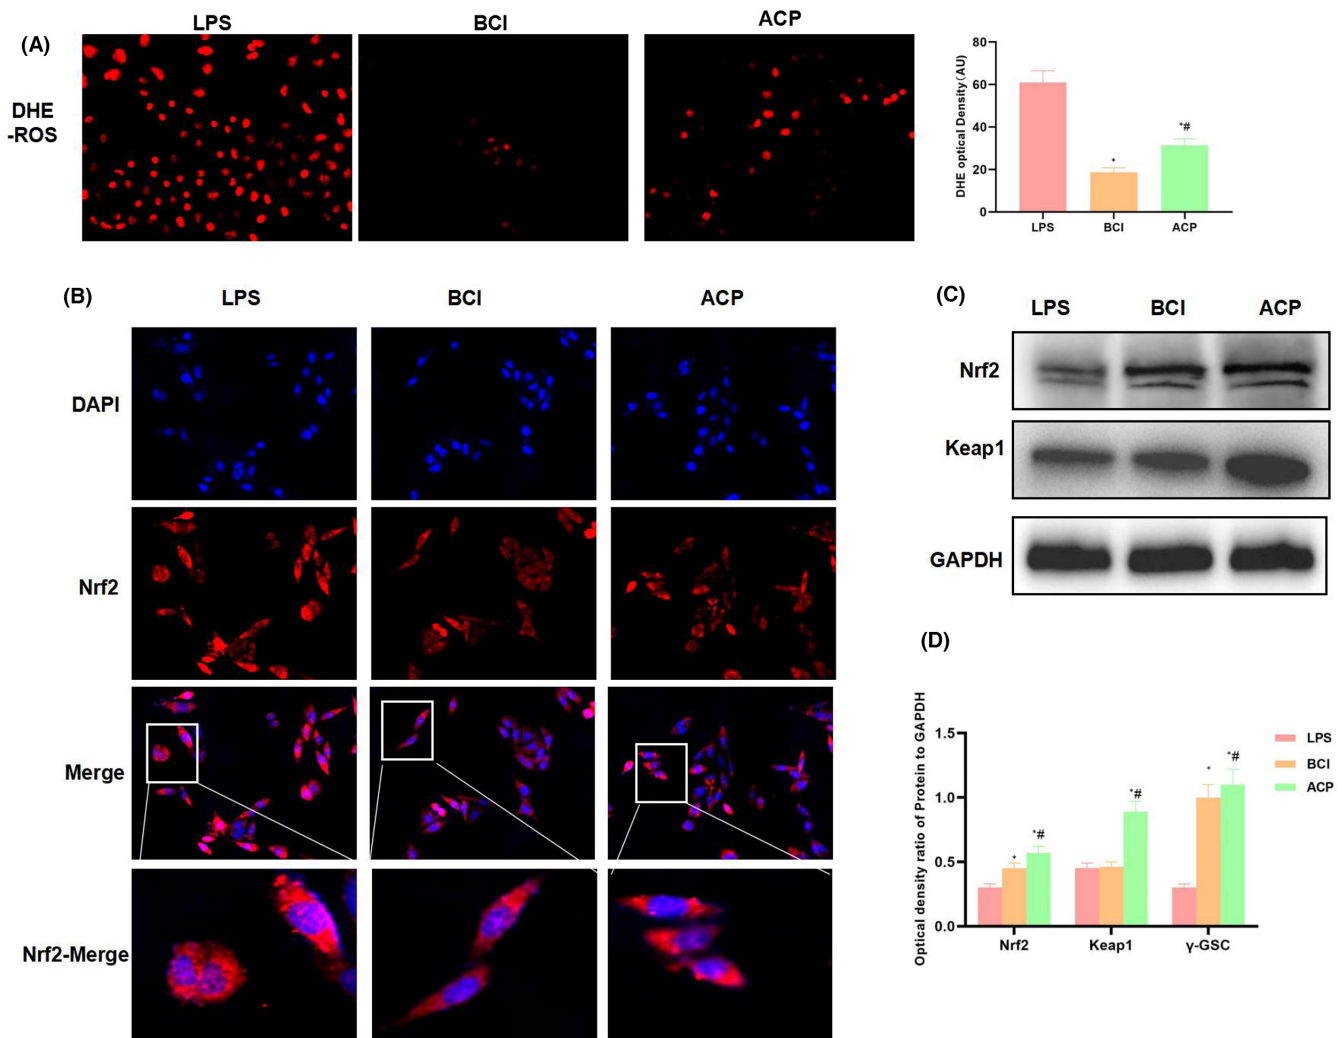 (A)
LPS
BCI
ACP
DHE
-ROS
DHE optical Density(AU)
80
60
40
20
0
*
*#
LPS
BCI
ACP
(B)
LPS
BCI
ACP
DAPI
Nrf2
Merge
Nrf2-Merge
(C)
LPS
BCI
ACP
Nrf2
Keap1
GAPDH
(D)
Optical density ratio of Protein to GAPDH
1.5
1.0
0.5
0.0
*
*#
*#
*
*#
Nrf2
Keap1
γ-GSC
LPS
BCI
ACP